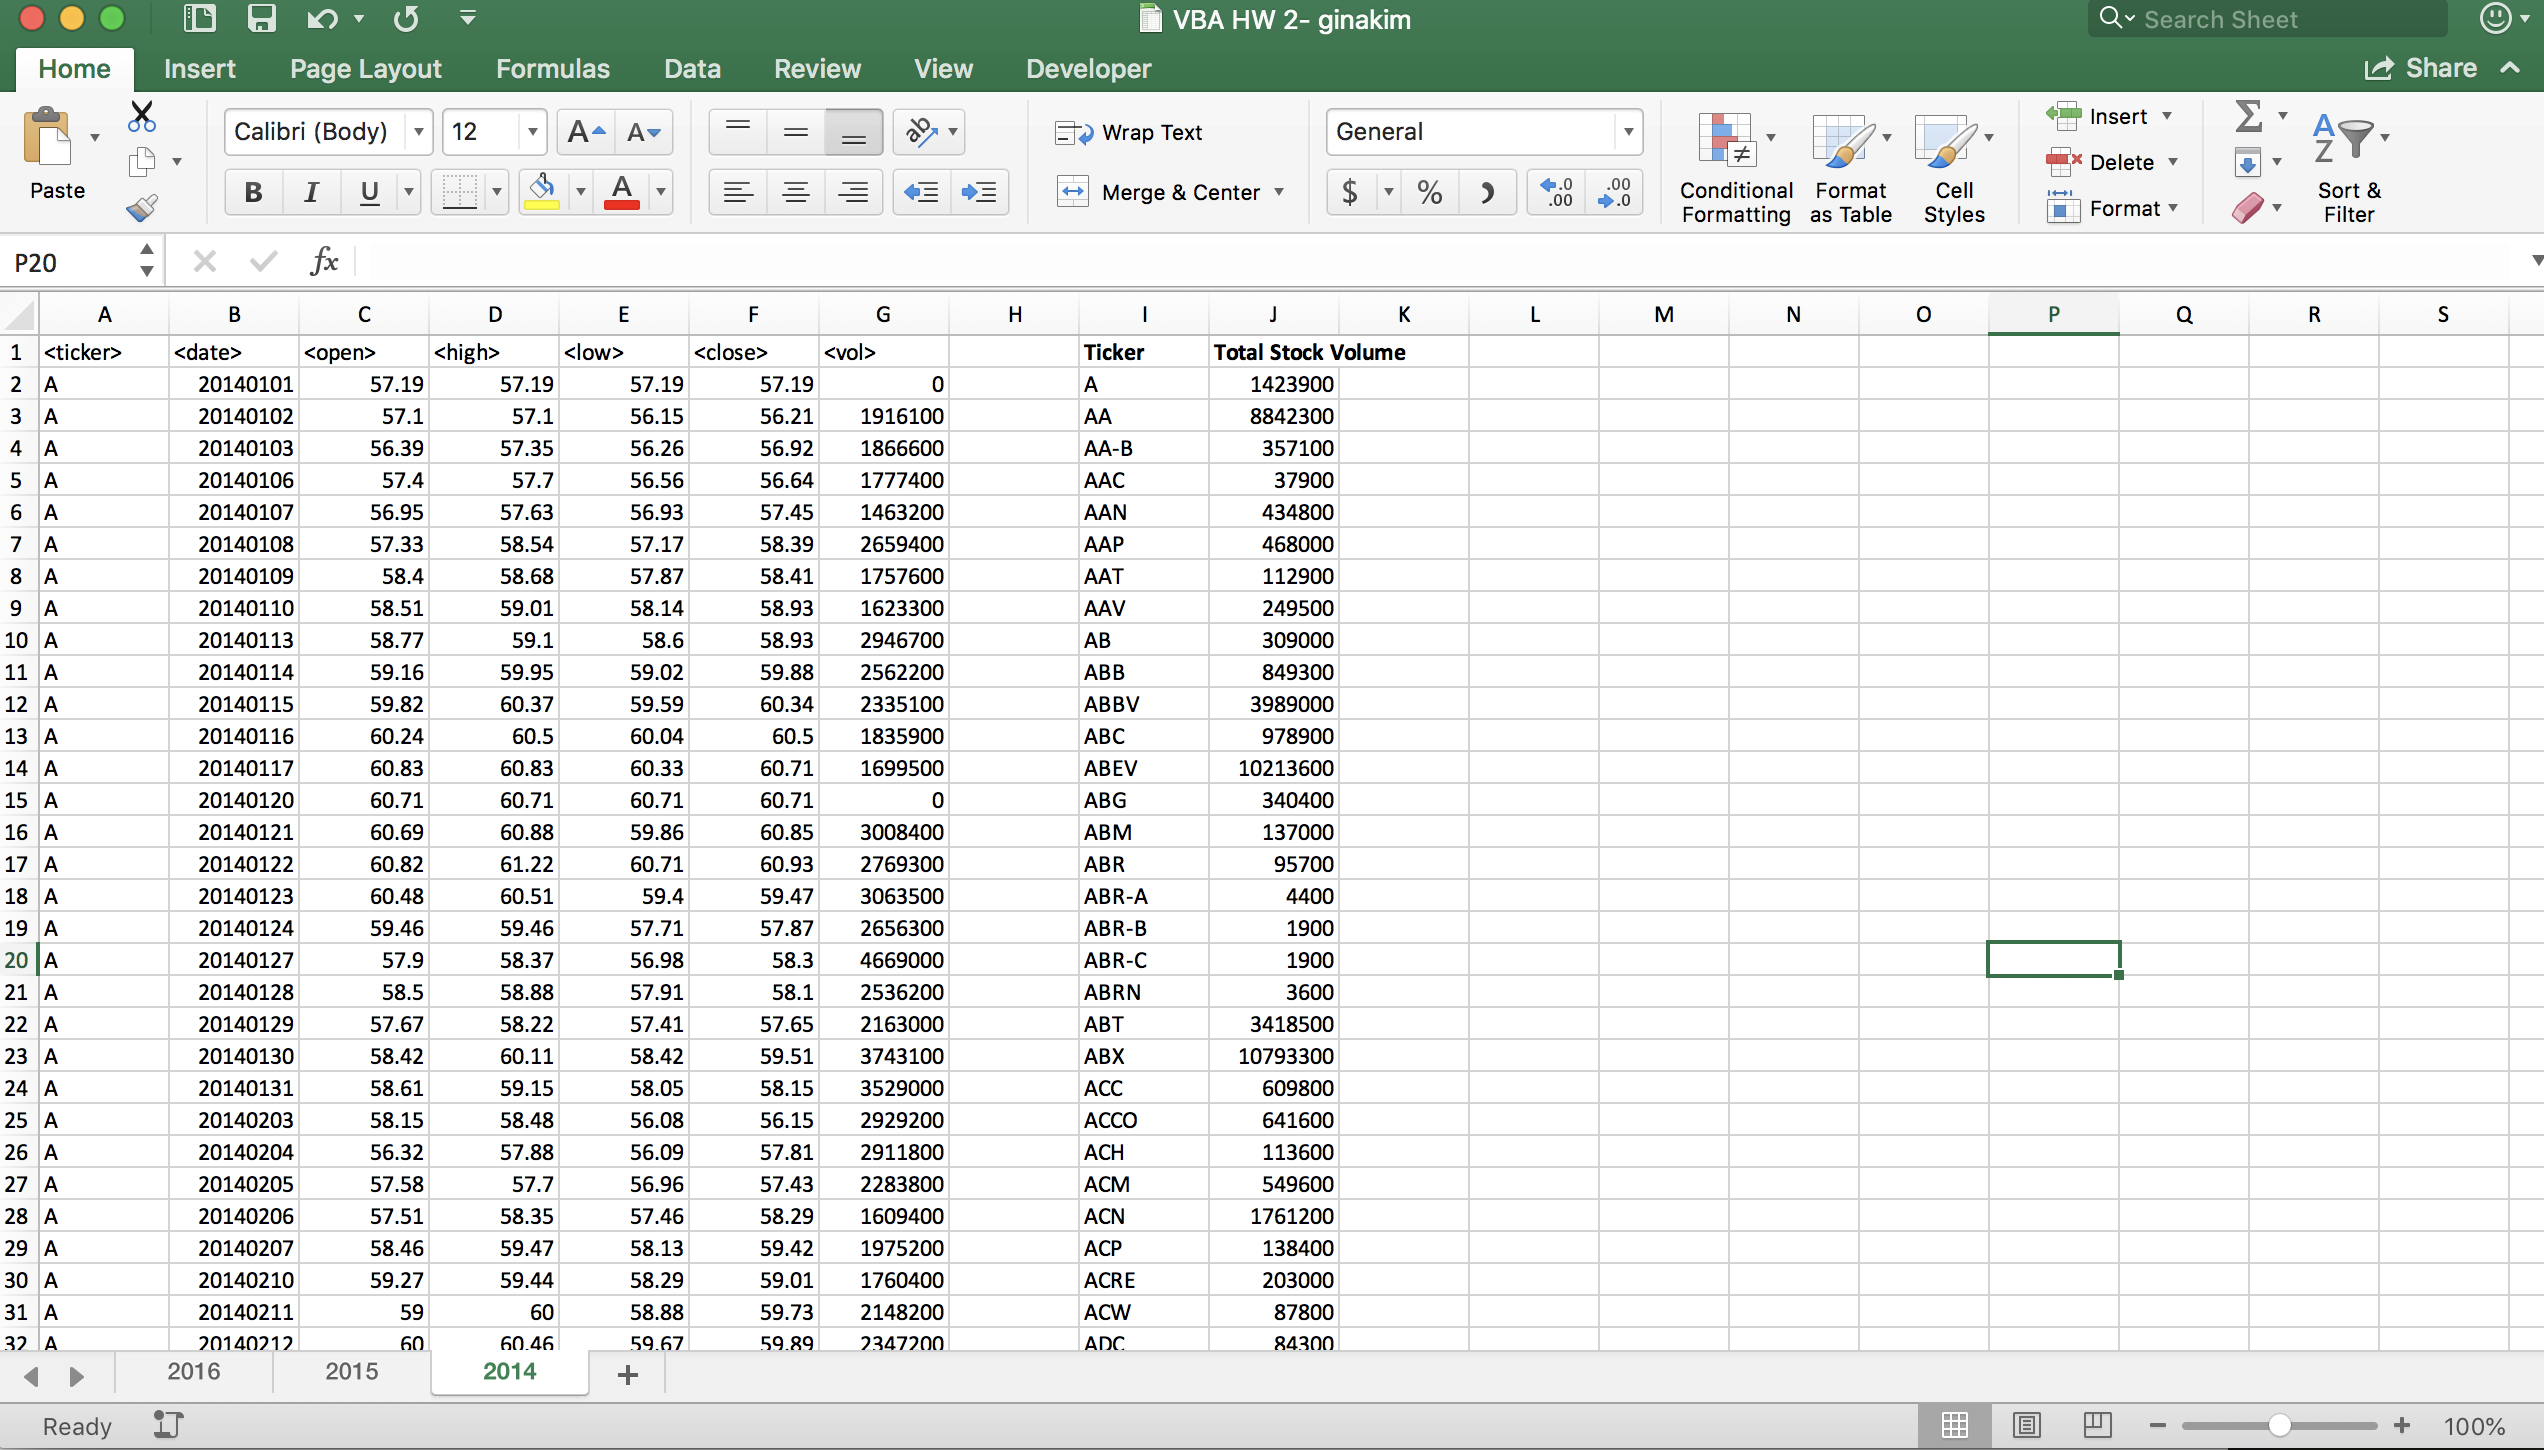 VBA HW 2- ginakim
Search Sheet
Home Insert Page Layout Formulas Data Review View Developer Share
Paste
Calibri (Body) 12
Wrap Text
Merge & Center
General
Conditional Formatting
Format as Table
Cell Styles
Insert
Delete
Format
Sort & Filter
P20 fx
A B C D E F G H I J K L M N O P Q R S
1 <ticker> <date> <open> <high> <low> <close> <vol> Ticker Total Stock Volume
2 A 20140101 57.19 57.19 57.19 57.19 0 A 1423900
3 A 20140102 57.1 57.1 56.15 56.21 1916100 AA 8842300
4 A 20140103 56.39 57.35 56.26 56.92 1866600 AA-B 357100
5 A 20140106 57.4 57.7 56.56 56.64 1777400 AAC 37900
6 A 20140107 56.95 57.63 56.93 57.45 1463200 AAN 434800
7 A 20140108 57.33 58.54 57.17 58.39 2659400 AAP 468000
8 A 20140109 58.4 58.68 57.87 58.41 1757600 AAT 112900
9 A 20140110 58.51 59.01 58.14 58.93 1623300 AAV 249500
10 A 20140113 58.77 59.1 58.6 58.93 2946700 AB 309000
11 A 20140114 59.16 59.95 59.02 59.88 2562200 ABB 849300
12 A 20140115 59.82 60.37 59.59 60.34 2335100 ABBV 3989000
13 A 20140116 60.24 60.5 60.04 60.5 1835900 ABC 978900
14 A 20140117 60.83 60.83 60.33 60.71 1699500 ABEV 10213600
15 A 20140120 60.71 60.71 60.71 60.71 0 ABG 340400
16 A 20140121 60.69 60.88 59.86 60.85 3008400 ABM 137000
17 A 20140122 60.82 61.22 60.71 60.93 2769300 ABR 95700
18 A 20140123 60.48 60.51 59.4 59.47 3063500 ABR-A 4400
19 A 20140124 59.46 59.46 57.71 57.87 2656300 ABR-B 1900
20 A 20140127 57.9 58.37 56.98 58.3 4669000 ABR-C 1900
21 A 20140128 58.5 58.88 57.91 58.1 2536200 ABRN 3600
22 A 20140129 57.67 58.22 57.41 57.65 2163000 ABT 3418500
23 A 20140130 58.42 60.11 58.42 59.51 3743100 ABX 10793300
24 A 20140131 58.61 59.15 58.05 58.15 3529000 ACC 609800
25 A 20140203 58.15 58.48 56.08 56.15 2929200 ACCO 641600
26 A 20140204 56.32 57.88 56.09 57.81 2911800 ACH 113600
27 A 20140205 57.58 57.7 56.96 57.43 2283800 ACM 549600
28 A 20140206 57.51 58.35 57.46 58.29 1609400 ACN 1761200
29 A 20140207 58.46 59.47 58.13 59.42 1975200 ACP 138400
30 A 20140210 59.27 59.44 58.29 59.01 1760400 ACRE 203000
31 A 20140211 59 60 58.88 59.73 2148200 ACW 87800
32 A 20140212 60 60.46 59.67 59.89 2347200 ADC 84300
2016 2015 2014 +
Ready 100%